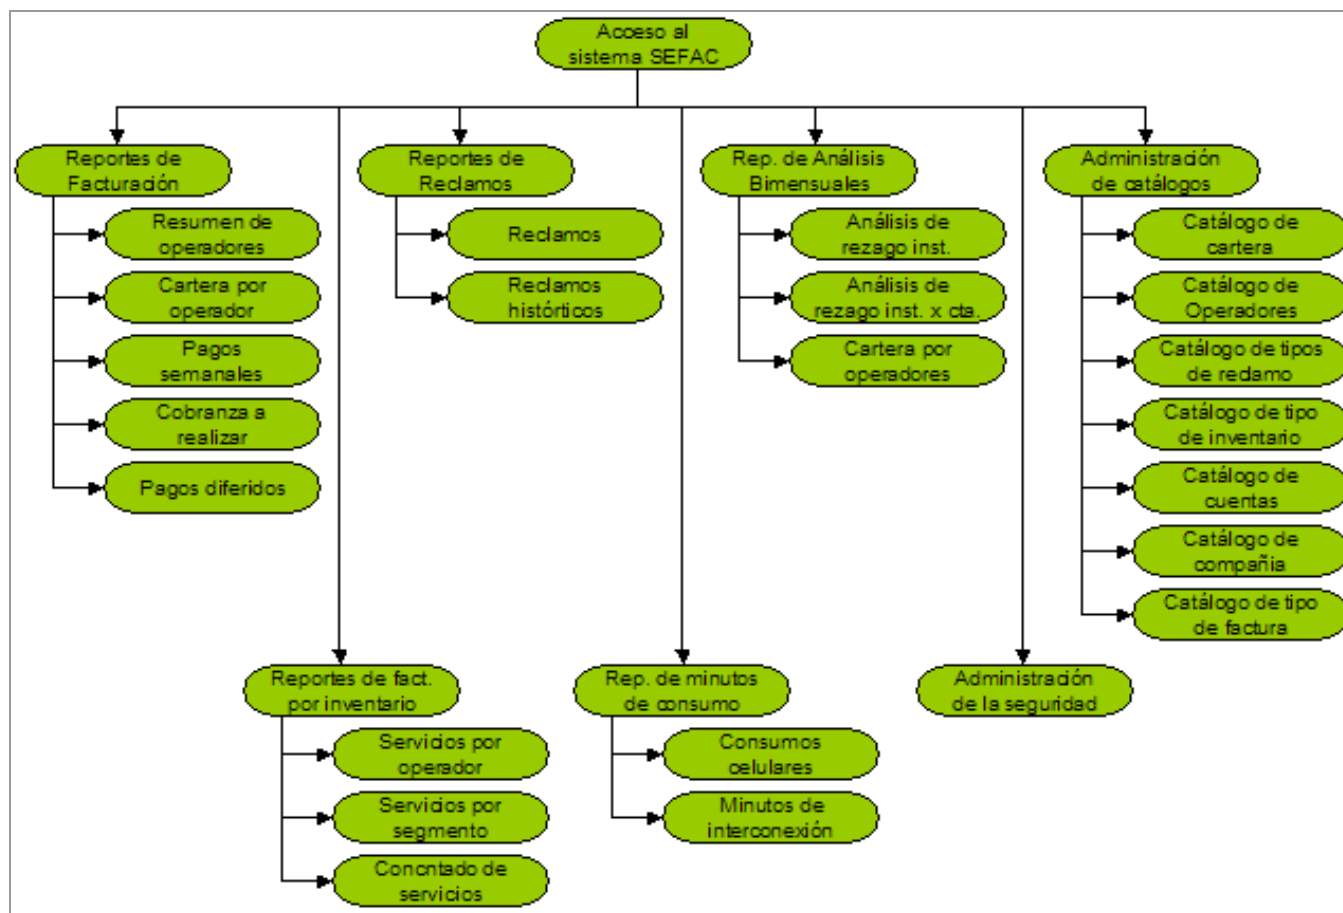 Acceso al
sistema SEFAC
Reportes de
Facturación
Resumen de
operadores
Cartera por
operador
Pagos
semanales
Cobranza a
realizar
Pagos diferidos
Reportes de
Reclamos
Reclamos
Reclamos
históricos
Rep. de Análisis
Bimensuales
Análisis de
rezago inst.
Análisis de
rezago inst. x cta.
Cartera por
operadores
Administración
de catálogos
Catálogo de
cartera
Catálogo de
Operadores
Catálogo de tipos
de reclamo
Catálogo de tipo
de inventario
Catálogo de
cuentas
Catálogo de
compañia
Catálogo de tipo
de factura
Reportes de fact.
por inventario
Servicios por
operador
Servicios por
segmento
Concntado de
servicios
Rep. de minutos
de consumo
Consumos
celulares
Minutos de
interconexión
Administración
de la seguridad